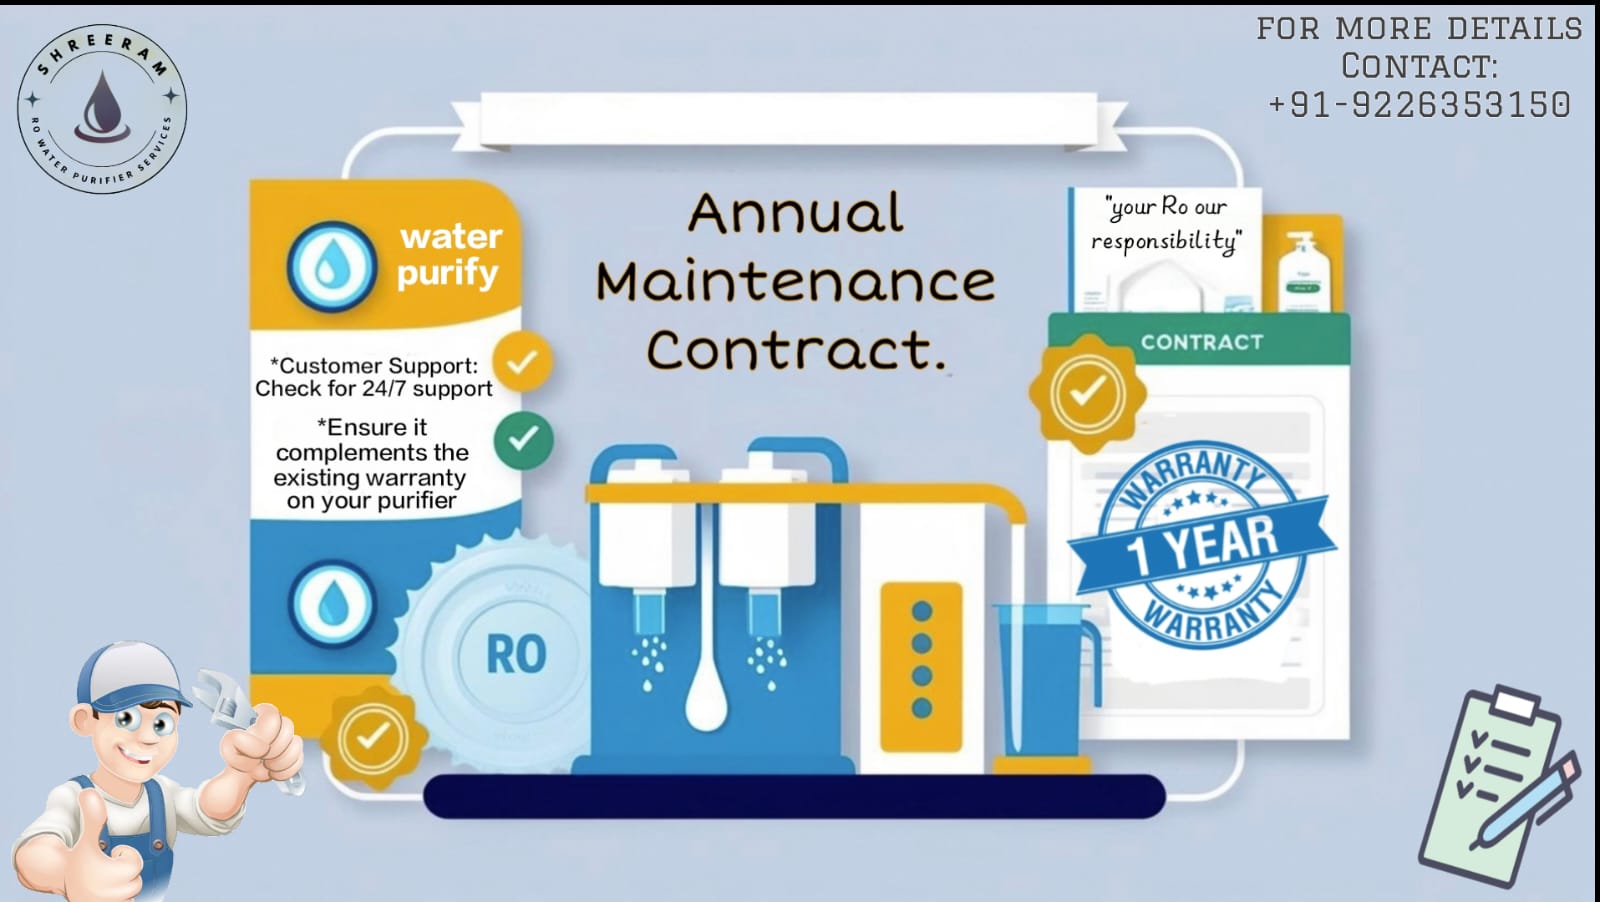 SHREERAM
RO WATER PURIFIER SERVICES
FOR MORE DETAILS
CONTACT:
+91-9226353150
water
purify
*Customer Support:
Check for 24/7 support
*Ensure it
complements the
existing warranty
on your purifier
Annual
Maintenance
Contract.
"your Ro our
responsibility"
CONTRACT
WARRANTY
1 YEAR
WARRANTY
RO